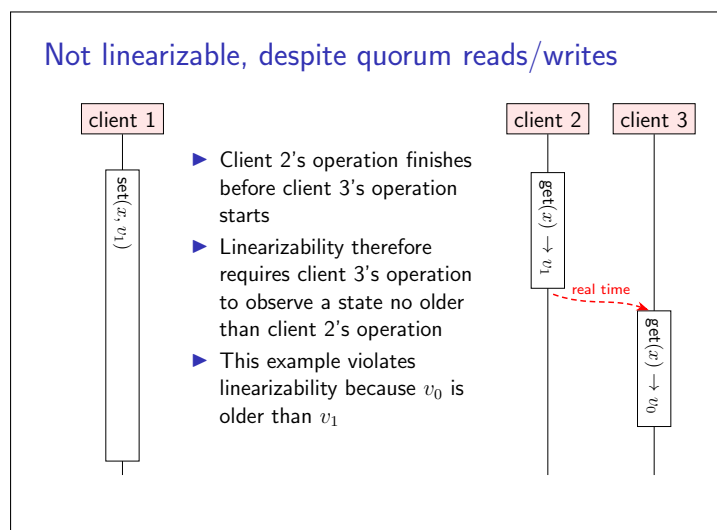 Not linearizable, despite quorum reads/writes
client 1
set(x, v₁)
▶ Client 2's operation finishes
before client 3's operation
starts
▶ Linearizability therefore
requires client 3's operation
to observe a state no older
than client 2's operation
▶ This example violates
linearizability because v₀ is
older than v₁
client 2
client 3
get(x) → v₁
real time
get(x) → v₀